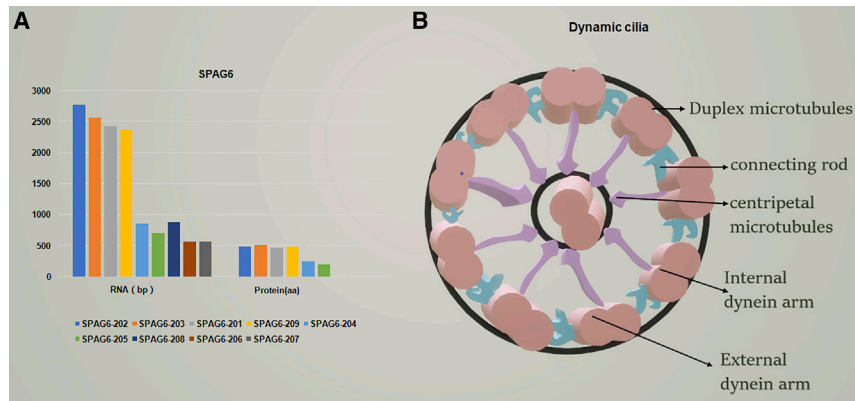 A
B
SPAG6
3000
2500
2000
1500
1000
500
0
RNA ( bp )
Protein(aa)
SPAG6-202 SPAG6-203 SPAG6-201 SPAG6-209 SPAG6-204
SPAG6-205 SPAG6-208 SPAG6-206 SPAG6-207
Dynamic cilia
Duplex microtubules
connecting rod
centripetal
microtubules
Internal
dynein arm
External
dynein arm